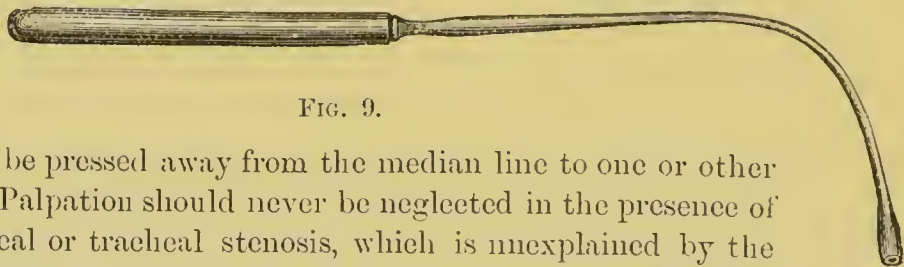 FIG. 9.
be pressed away from the median line to one or other
Palpation should never be neglected in the presence of
eal or tracheal stenosis, which is unexplained by the